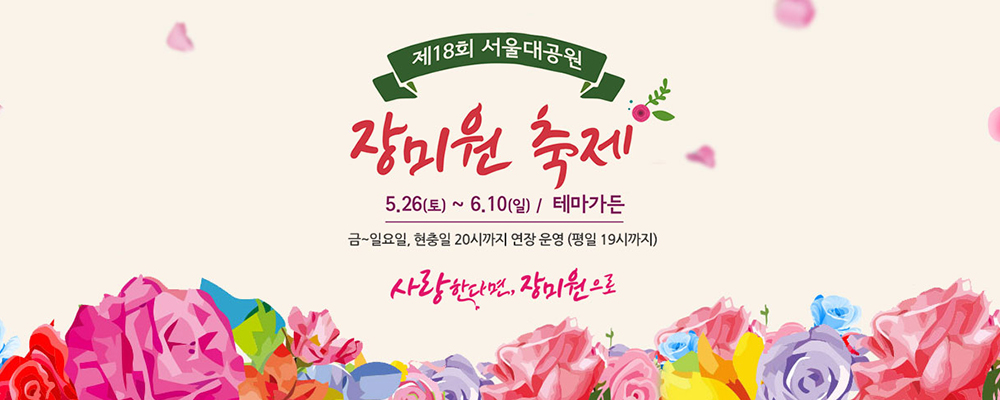 제18회 서울대공원
장미원 축제
5.26(토) ~ 6.10(일) / 테마가든
금~일요일, 현충일 20시까지 연장 운영 (평일 19시까지)
사랑한다면, 장미원으로